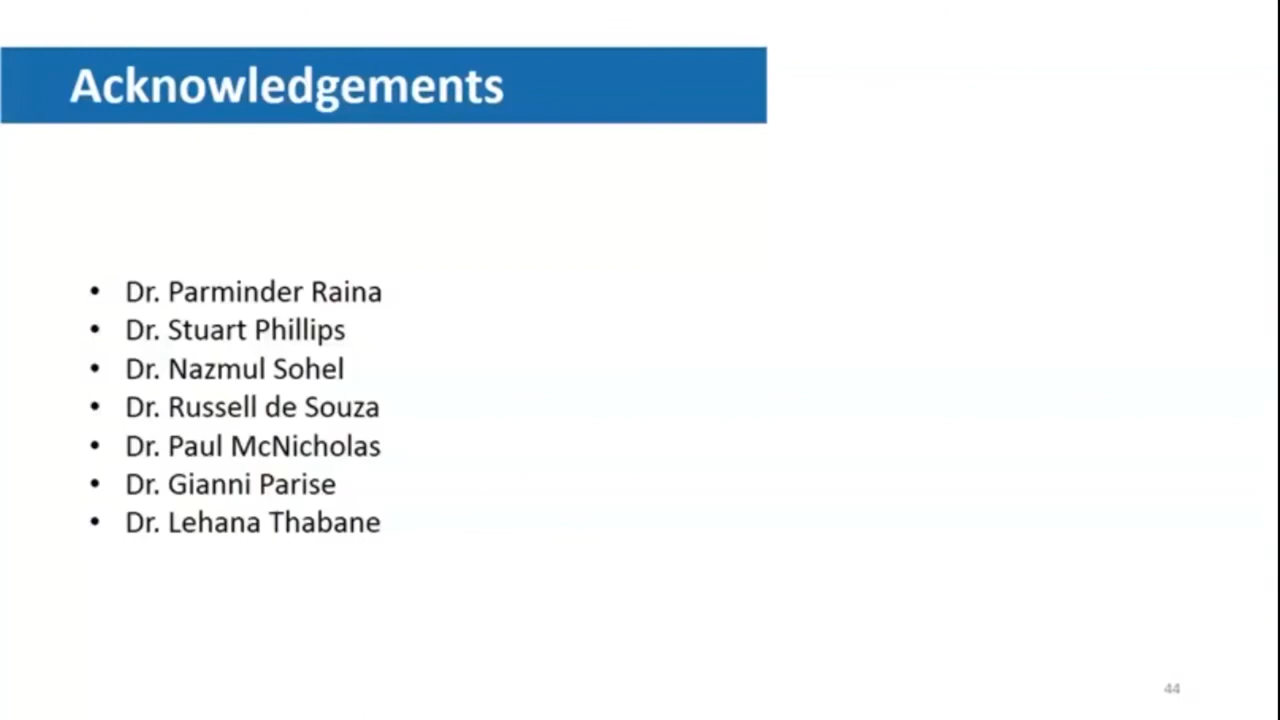 Acknowledgements
• Dr. Parminder Raina
• Dr. Stuart Phillips
• Dr. Nazmul Sohel
• Dr. Russell de Souza
• Dr. Paul McNicholas
• Dr. Gianni Parise
• Dr. Lehana Thabane
44